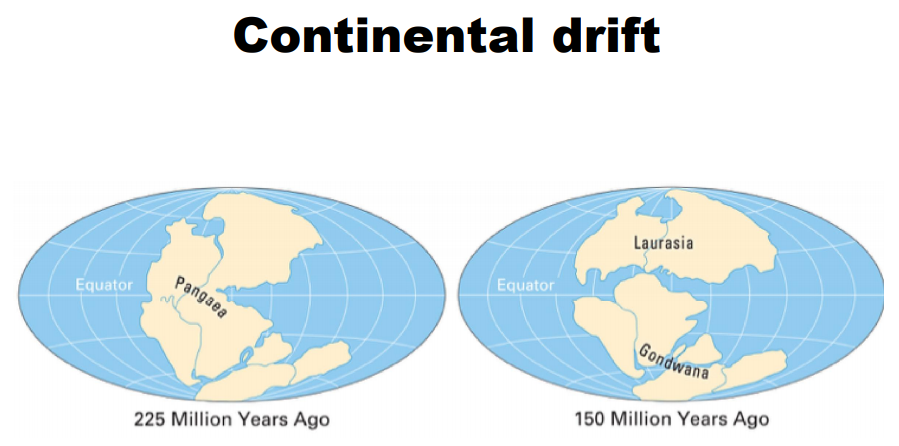 Continental drift
Equator
Pangaea
225 Million Years Ago
Laurasia
Equator
Gondwana
150 Million Years Ago